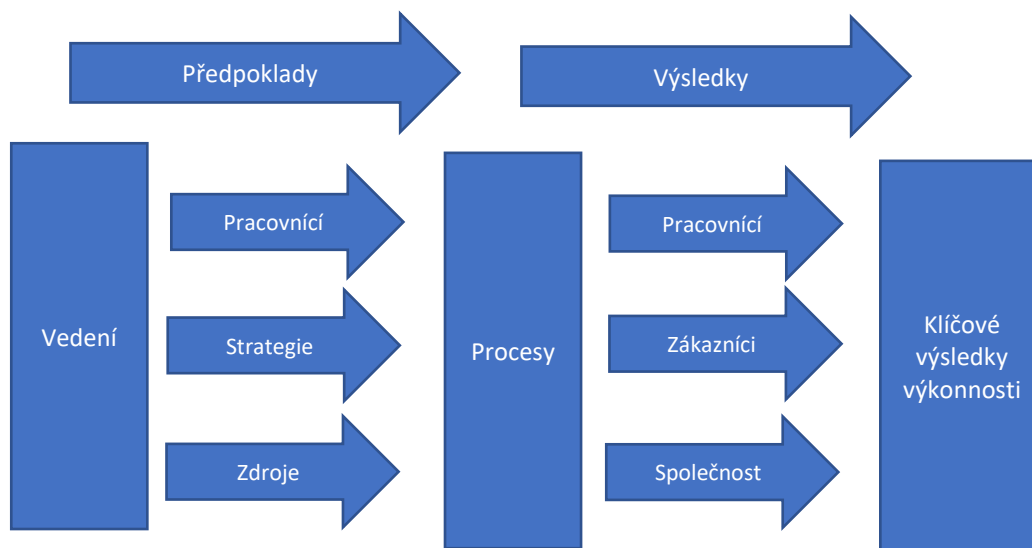 Předpoklady
Výsledky
Vedení
Pracovnící
Strategie
Zdroje
Procesy
Pracovnící
Zákazníci
Společnost
Klíčové
výsledky
výkonnosti